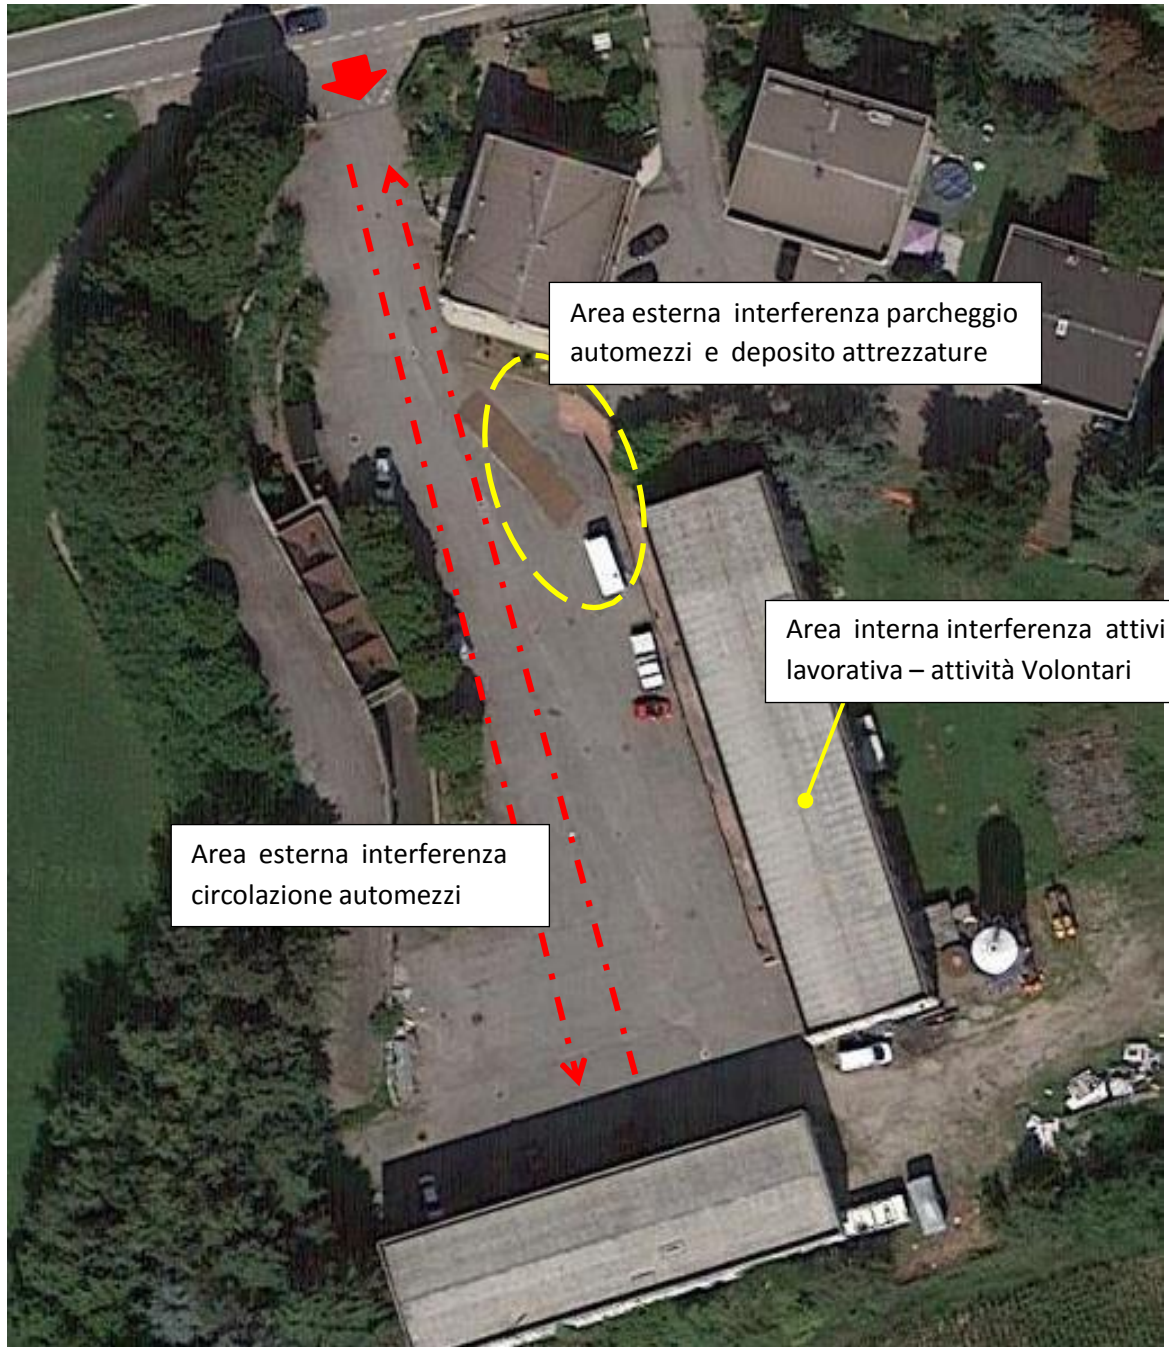 Area esterna interferenza parcheggio
automezzi e deposito attrezzature
Area interna interferenza attivi
lavorativa – attività Volontari
Area esterna interferenza
circolazione automezzi